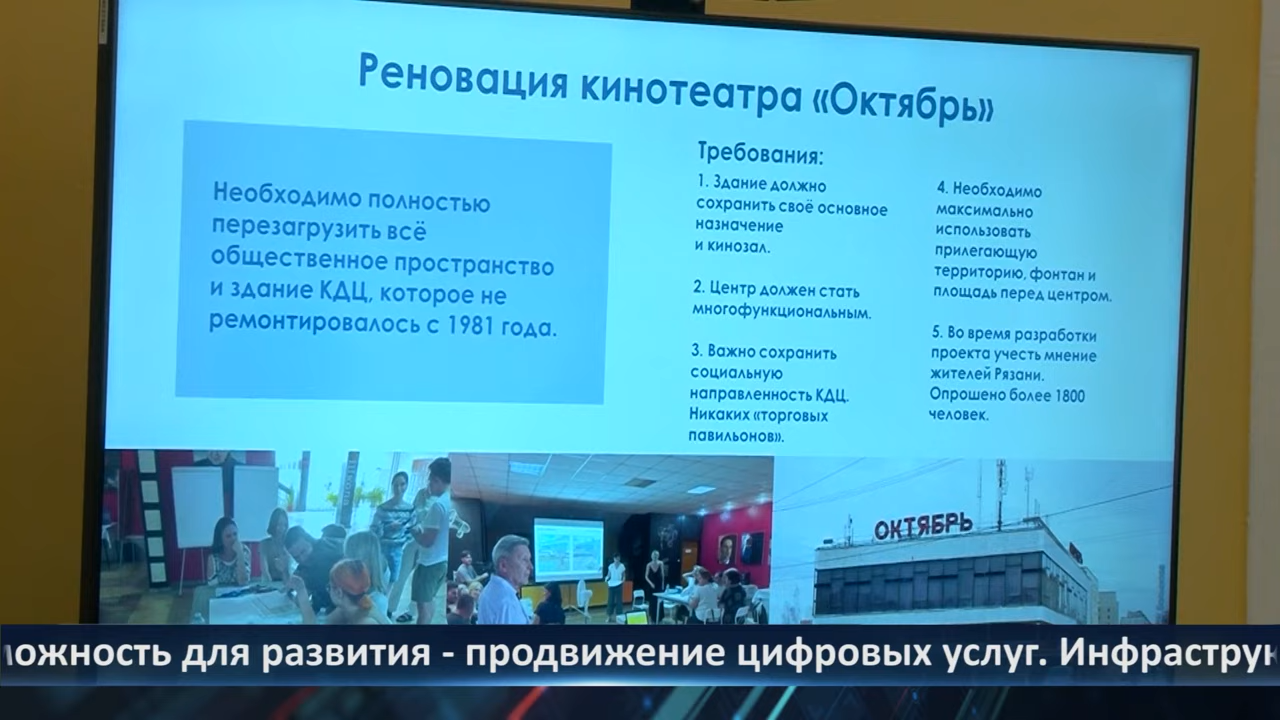 Реновация кинотеатра «Октябрь»
Необходимо полностью
перезагрузить всё
общественное пространство
и здание КДЦ, которое не
ремонтировалось с 1981 года.
Требования:
1. Здание должно
сохранить своё основное
назначение
и кинозал.
2. Центр должен стать
многофункциональным.
3. Важно сохранить
социальную
направленность КДЦ.
Никаких «торговых
павильонов».
4. Необходимо
максимально
использовать
прилегающую
территорию, фонтан и
площадь перед центром.
5. Во время разработки
проекта учесть мнение
жителей Рязани.
Опрошено более 1800
человек.
ОКТЯБРЬ
для развития - продвижение цифровых услуг.